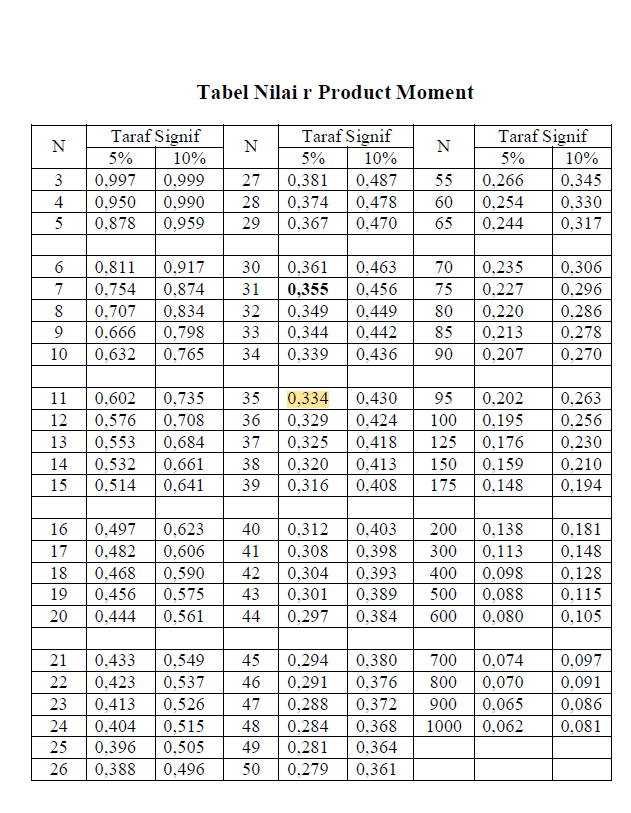 Tabel Nilai r Product Moment
N Taraf Signif N Taraf Signif N Taraf Signif
5% 10% 5% 10% 5% 10%
3 0,997 0,999 27 0,381 0,487 55 0,266 0,345
4 0,950 0,990 28 0,374 0,478 60 0,254 0,330
5 0,878 0,959 29 0,367 0,470 65 0,244 0,317
6 0,811 0,917 30 0,361 0,463 70 0,235 0,306
7 0,754 0,874 31 0,355 0,456 75 0,227 0,296
8 0,707 0,834 32 0,349 0,449 80 0,220 0,286
9 0,666 0,798 33 0,344 0,442 85 0,213 0,278
10 0,632 0,765 34 0,339 0,436 90 0,207 0,270
11 0,602 0,735 35 0,334 0,430 95 0,202 0,263
12 0,576 0,708 36 0,329 0,424 100 0,195 0,256
13 0,553 0,684 37 0,325 0,418 125 0,176 0,230
14 0,532 0,661 38 0,320 0,413 150 0,159 0,210
15 0,514 0,641 39 0,316 0,408 175 0,148 0,194
16 0,497 0,623 40 0,312 0,403 200 0,138 0,181
17 0,482 0,606 41 0,308 0,398 300 0,113 0,148
18 0,468 0,590 42 0,304 0,393 400 0,098 0,128
19 0,456 0,575 43 0,301 0,389 500 0,088 0,115
20 0,444 0,561 44 0,297 0,384 600 0,080 0,105
21 0,433 0,549 45 0,294 0,380 700 0,074 0,097
22 0,423 0,537 46 0,291 0,376 800 0,070 0,091
23 0,413 0,526 47 0,288 0,372 900 0,065 0,086
24 0,404 0,515 48 0,284 0,368 1000 0,062 0,081
25 0,396 0,505 49 0,281 0,364
26 0,388 0,496 50 0,279 0,361